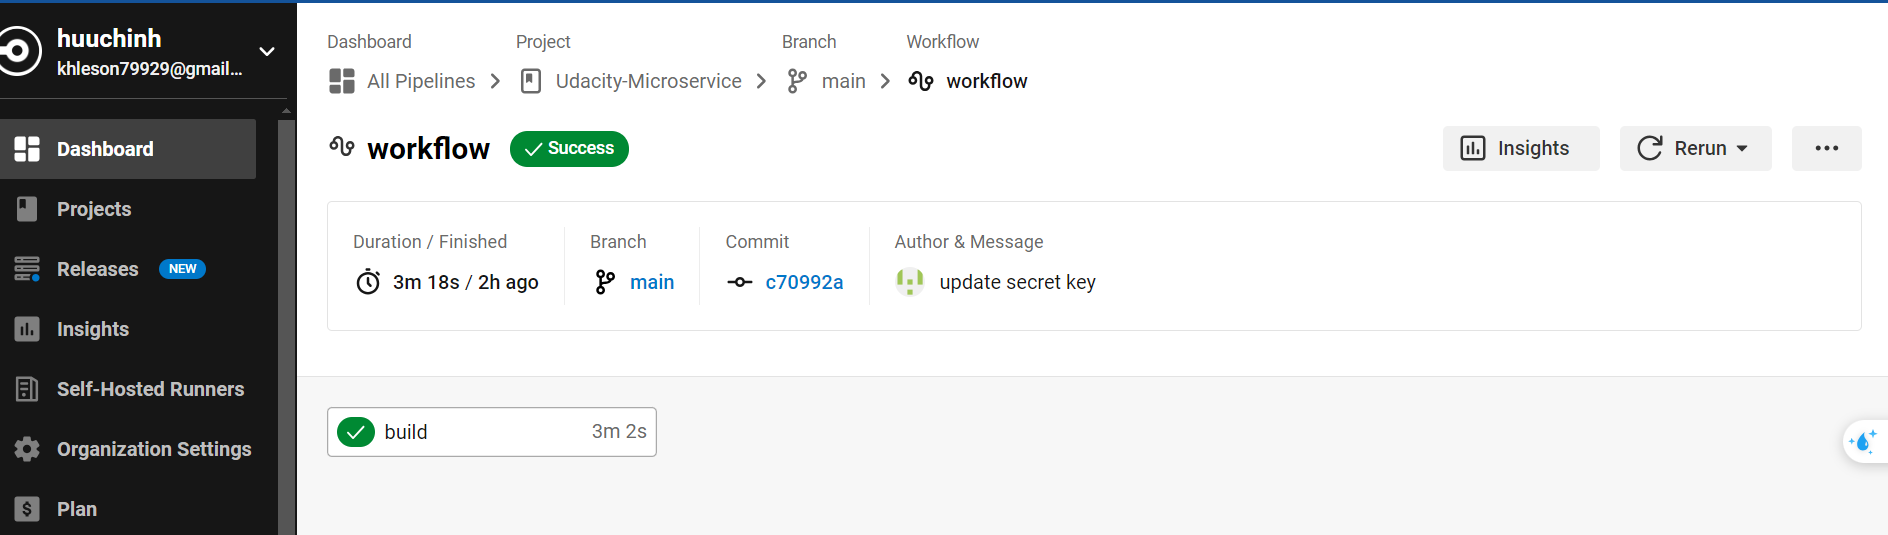 huuchinh
khleson79929@gmail...
Dashboard
Projects
Releases NEW
Insights
Self-Hosted Runners
Organization Settings
Plan
Dashboard Project Branch Workflow
All Pipelines Udacity-Microservice main workflow
workflow Success Insights Rerun
Duration / Finished Branch Commit Author & Message
3m 18s / 2h ago main c70992a update secret key
build 3m 2s